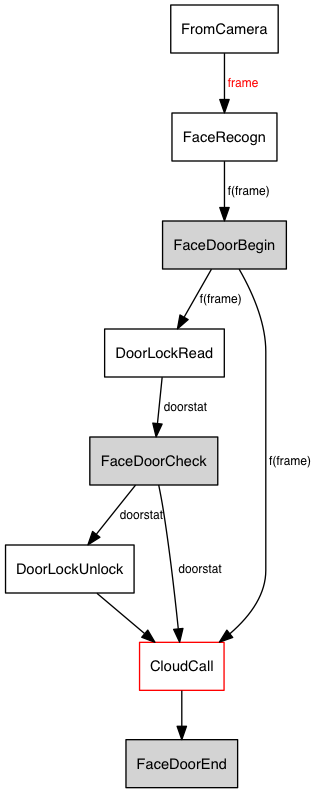 FromCamera
frame
FaceRecogn
f(frame)
FaceDoorBegin
f(frame)
DoorLockRead
doorstat
f(frame)
FaceDoorCheck
doorstat
doorstat
DoorLockUnlock
CloudCall
FaceDoorEnd